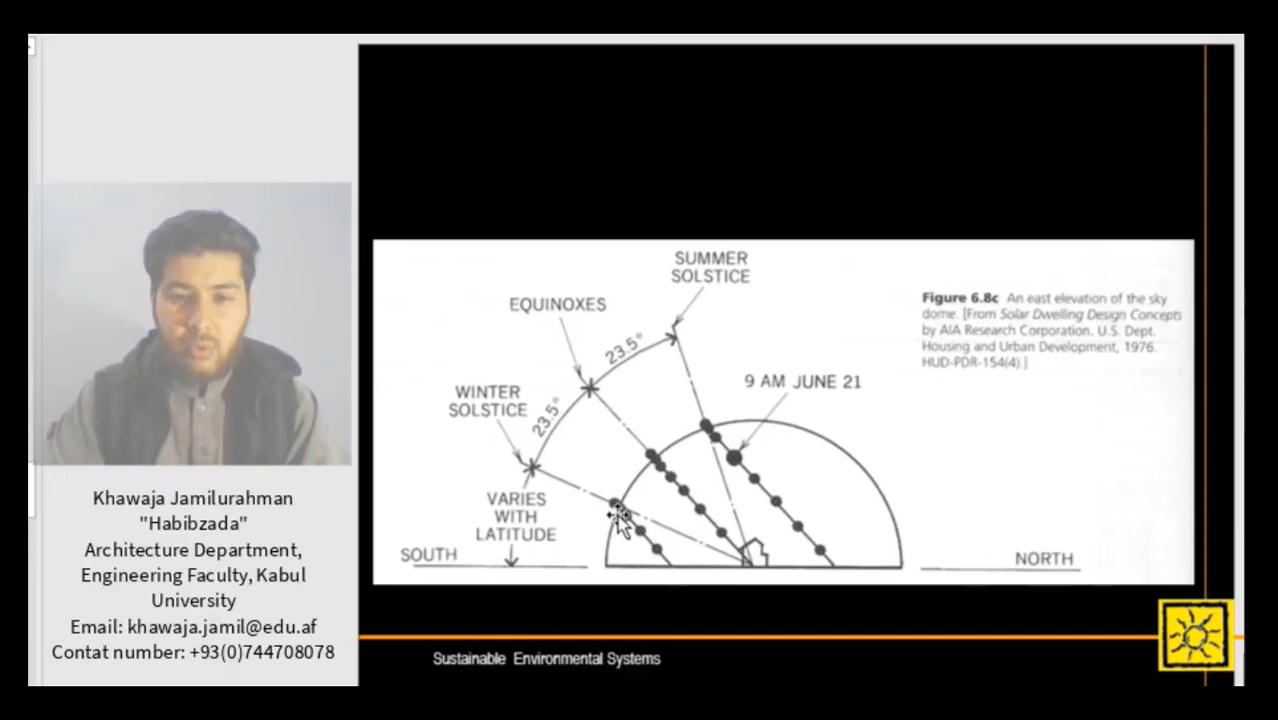 SUMMER
SOLSTICE
EQUINOXES
23.5°
Figure 6.8c An east elevation of the sky
dome. [From Solar Dwelling Design Concepts
by AIA Research Corporation. U.S. Dept.
Housing and Urban Development, 1976.
HUD-PDR-154(4).]
9 AM JUNE 21
WINTER
SOLSTICE
23.5°
VARIES
WITH
LATITUDE
SOUTH
NORTH
Khawaja Jamilurahman
"Habibzada"
Architecture Department,
Engineering Faculty, Kabul
University
Email: khawaja.jamil@edu.af
Contat number: +93(0)744708078
Sustainable Environmental Systems